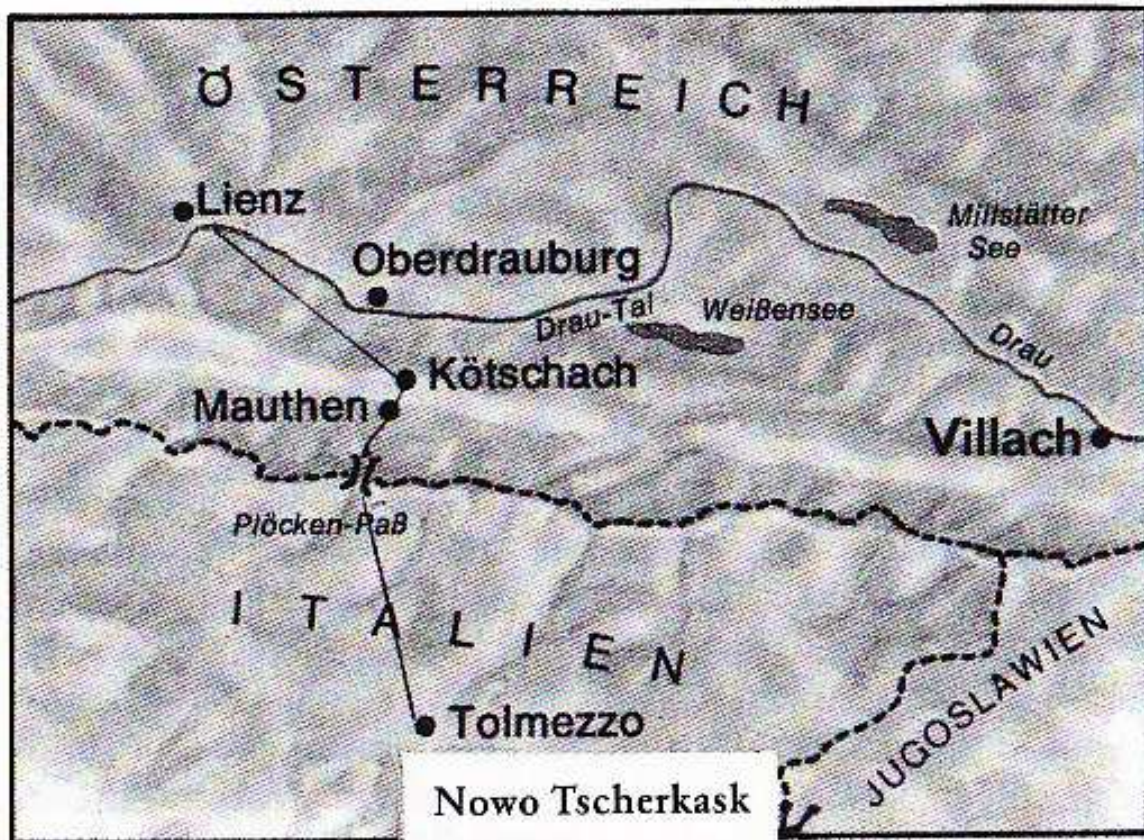 ÖSTERREICH
Lienz
Millstätter
See
Oberdrauburg
Drau-Tal
Weißensee
Drau
Kötschach
Mauthen
Villach
Plöcken-Paß
ITALIEN
JUGOSLAWIEN
Tolmezzo
Nowo Tscherkask